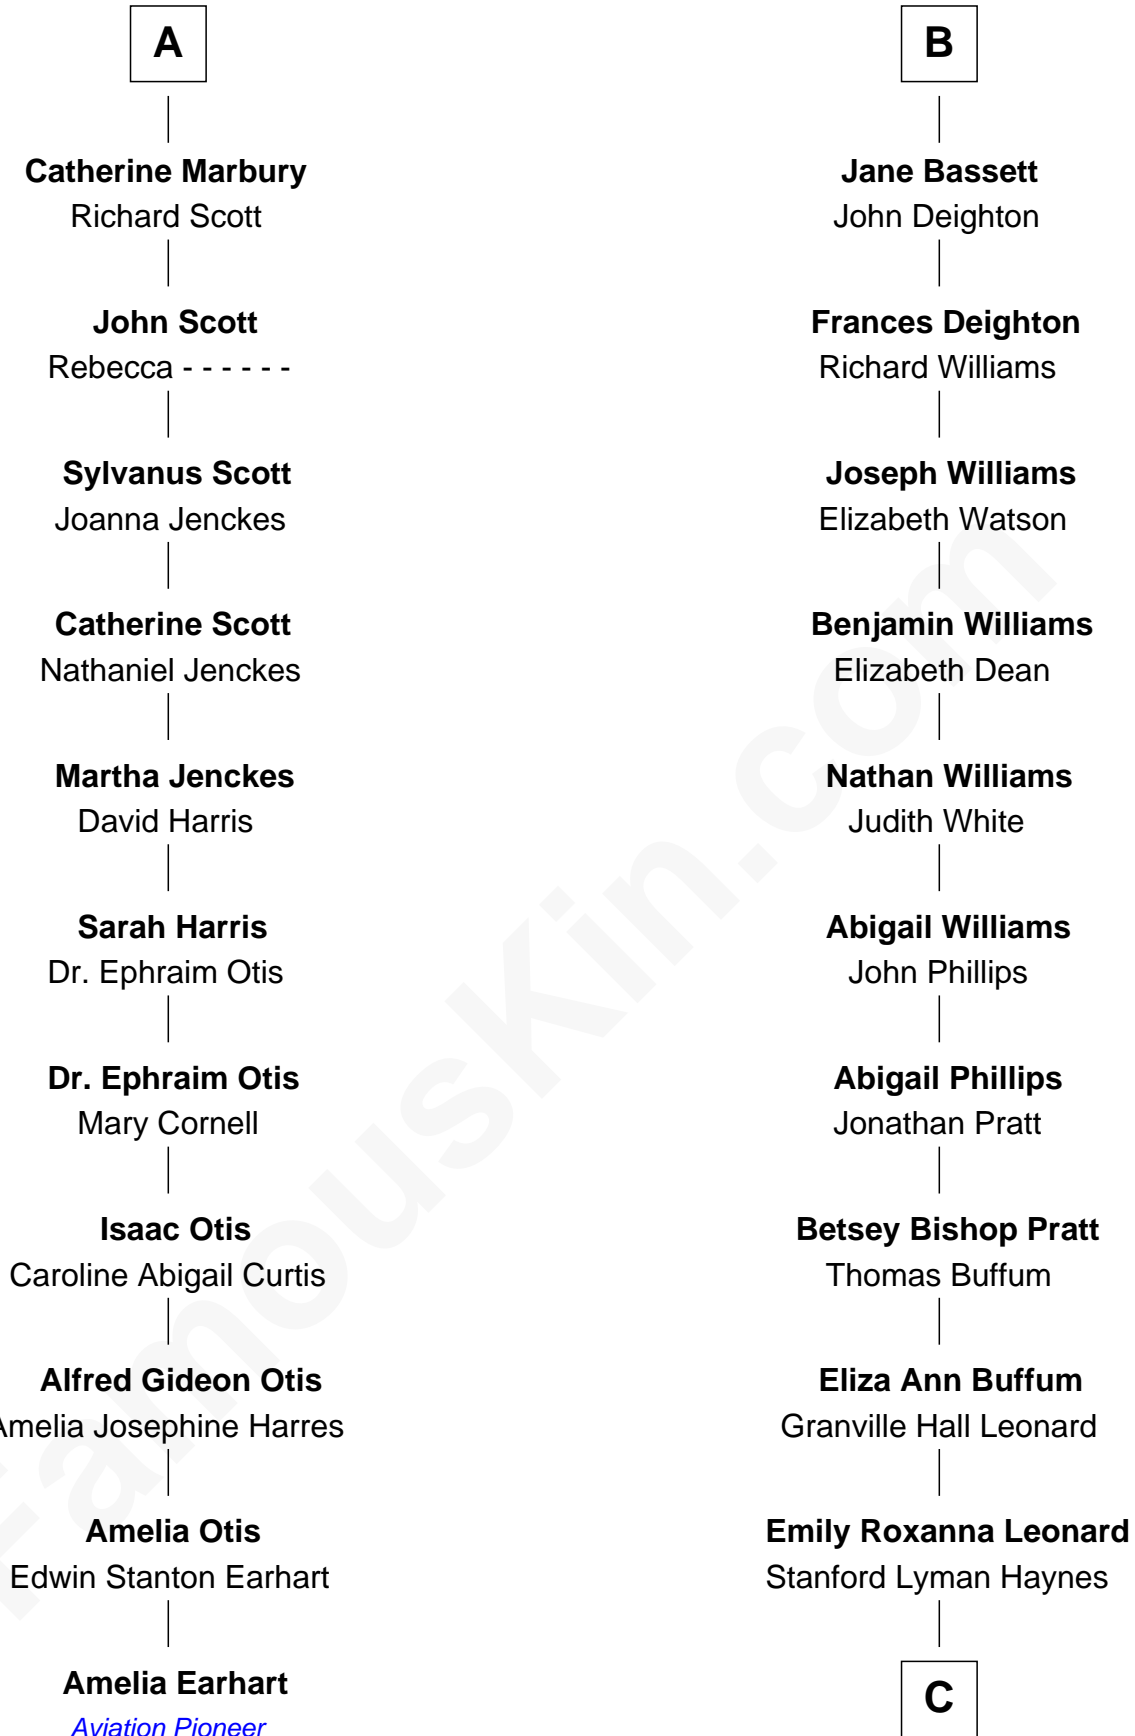 A
Catherine Marbury
Richard Scott
John Scott
Rebecca - - - - - -
Sylvanus Scott
Joanna Jenckes
Catherine Scott
Nathaniel Jenckes
Martha Jenckes
David Harris
Sarah Harris
Dr. Ephraim Otis
Dr. Ephraim Otis
Mary Cornell
Isaac Otis
Caroline Abigail Curtis
Alfred Gideon Otis
Amelia Josephine Harres
Amelia Otis
Edwin Stanton Earhart
Amelia Earhart
Aviation Pioneer
B
Jane Bassett
John Deighton
Frances Deighton
Richard Williams
Joseph Williams
Elizabeth Watson
Benjamin Williams
Elizabeth Dean
Nathan Williams
Judith White
Abigail Williams
John Phillips
Abigail Phillips
Jonathan Pratt
Betsey Bishop Pratt
Thomas Buffum
Eliza Ann Buffum
Granville Hall Leonard
Emily Roxanna Leonard
Stanford Lyman Haynes
C
FamousKin.com